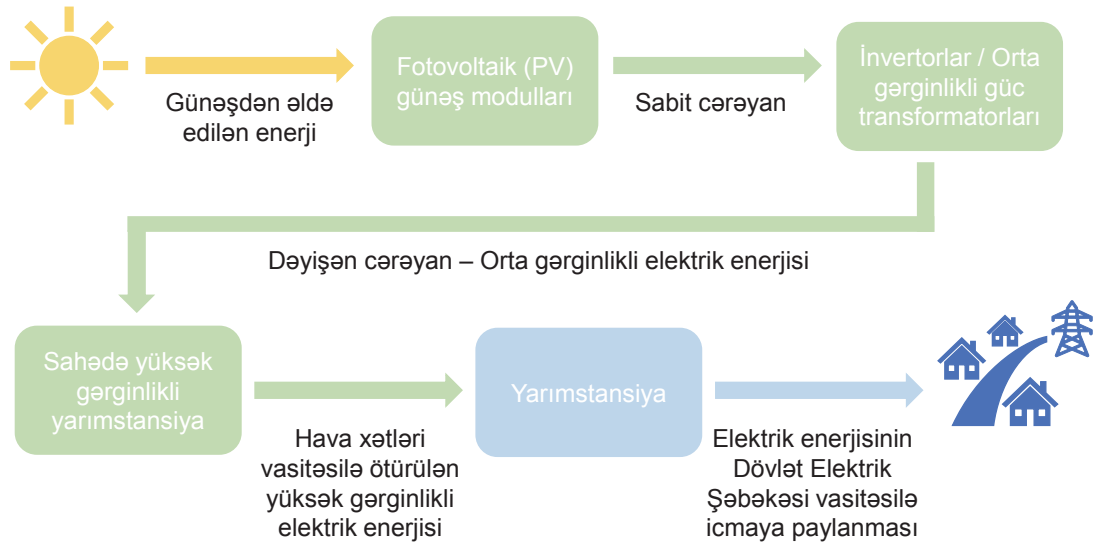 Günəşdən əldə
edilən enerji
Fotovoltaik (PV)
günəş modulları
Sabit cərəyan
İnvertorlar / Orta
gərginlikli güc
transformatorları
Dəyişən cərəyan – Orta gərginlikli elektrik enerjisi
Sahədə yüksək
gərginlikli
yarımstansiya
Hava xətləri
vasitəsilə ötürülən
yüksək gərginlikli
elektrik enerjisi
Yarımstansiya
Elektrik enerjisinin
Dövlət Elektrik
Şəbəkəsi vasitəsilə
icmaya paylanması